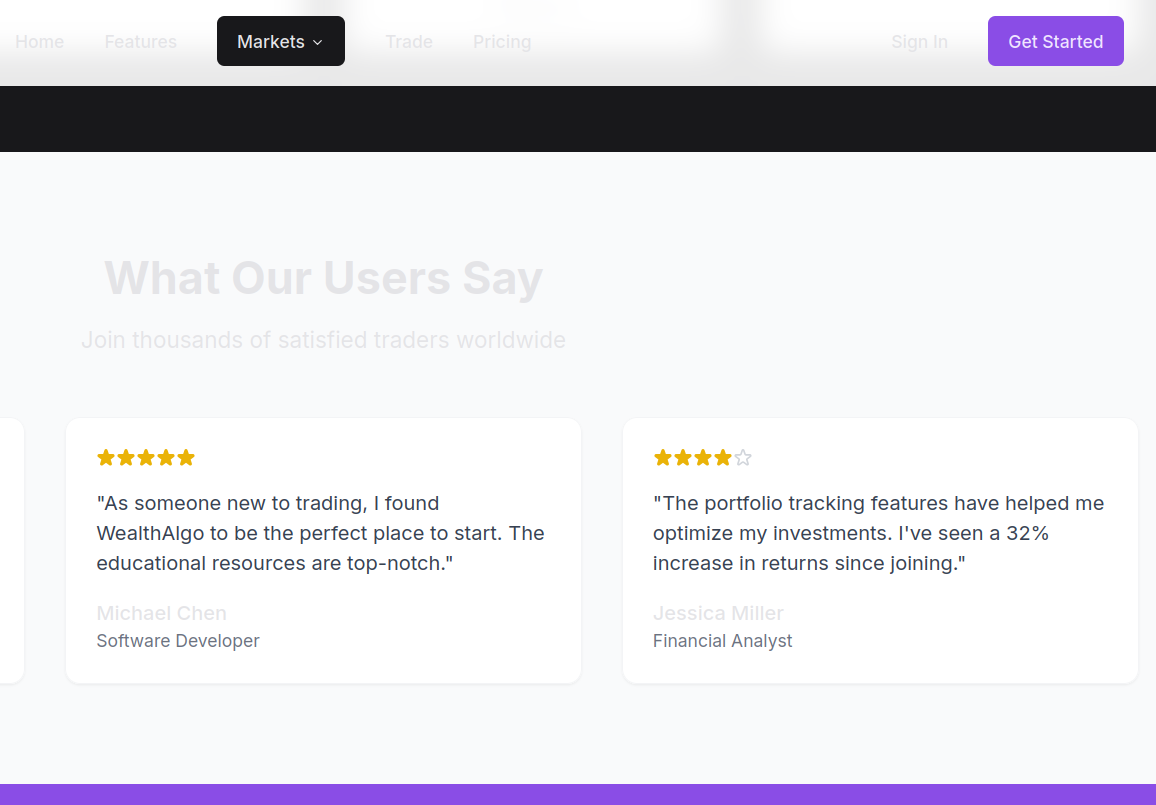 Home Features Markets Trade Pricing Sign In Get Started
What Our Users Say
Join thousands of satisfied traders worldwide
"As someone new to trading, I found
WealthAlgo to be the perfect place to start. The
educational resources are top-notch."
Michael Chen
Software Developer
"The portfolio tracking features have helped me
optimize my investments. I've seen a 32%
increase in returns since joining."
Jessica Miller
Financial Analyst